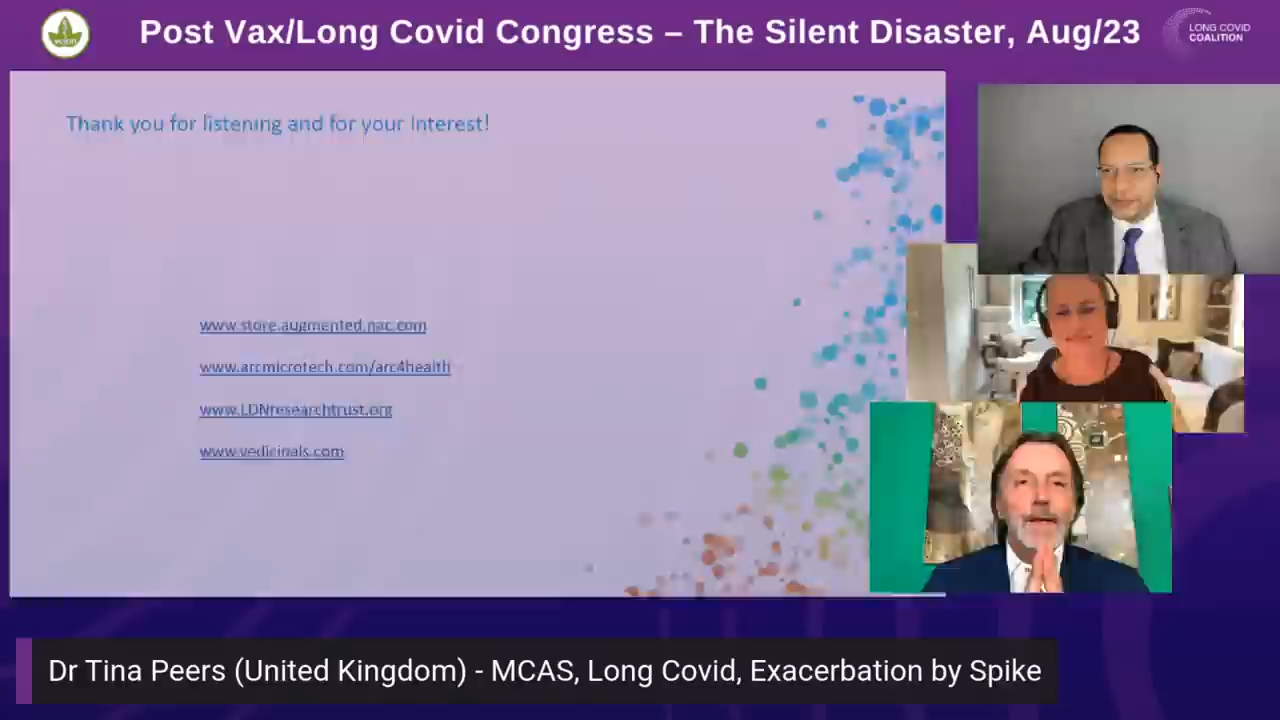 Post Vax/Long Covid Congress – The Silent Disaster, Aug/23
LONG COVID
COALITION
Thank you for listening and for your interest!
www.store.augmented.nac.com
www.arcmicrotech.com/arc4health
www.LDNresearchtrust.org
www.vedicinals.com
Dr Tina Peers (United Kingdom) - MCAS, Long Covid, Exacerbation by Spike